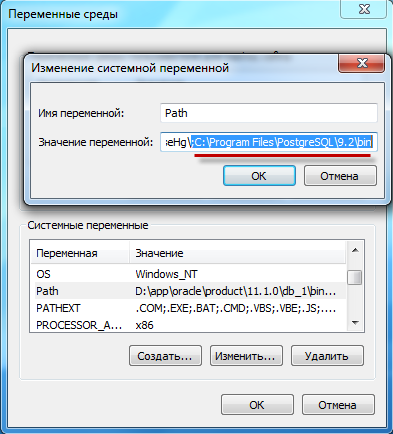 Переменные среды
Изменение системной переменной
Имя переменной: Path
Значение переменной: ;eHg\;C:\Program Files\PostgreSQL\9.2\bin
OK Отмена
Системные переменные
Переменная Значение
OS Windows_NT
Path D:\app\oracle\product\11.1.0\db_1\bin...
PATHEXT .COM;.EXE;.BAT;.CMD;.VBS;.VBE;.JS;....
PROCESSOR_A... x86
Создать... Изменить... Удалить
OK Отмена